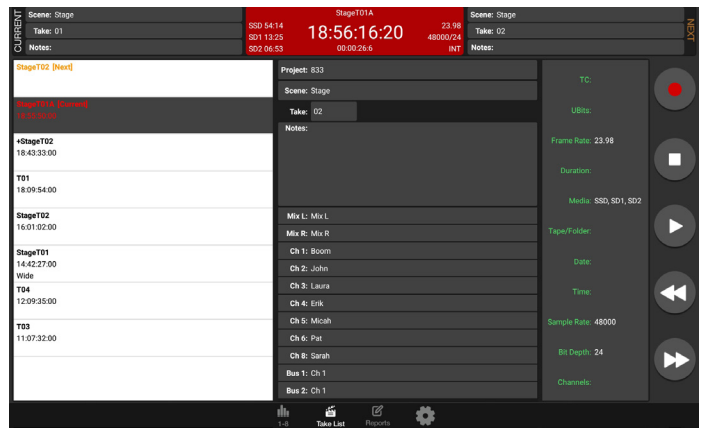 CURRENT
Scene: Stage
Take: 01
Notes:
StageT01A
SSD 54:14
SD1 13:25
SD2 06:53
18:56:16:20
00:00:26:6
23.98
48000/24
INT
Scene: Stage
Take: 02
Notes:
NEXT
StageT02 [Next]
StageT01A [Current]
18:55:50:00
+StageT02
18:43:33:00
T01
18:09:54:00
StageT02
16:01:02:00
StageT01
14:42:27:00
Wide
T04
12:09:35:00
T03
11:07:32:00
Project: 833
Scene: Stage
Take: 02
Notes:
Mix L: Mix L
Mix R: Mix R
Ch 1: Boom
Ch 2: John
Ch 3: Laura
Ch 4: Erik
Ch 5: Micah
Ch 6: Pat
Ch 8: Sarah
Bus 1: Ch 1
Bus 2: Ch 1
TC:
UBits:
Frame Rate: 23.98
Duration:
Media: SSD, SD1, SD2
Tape/Folder:
Date:
Time:
Sample Rate: 48000
Bit Depth: 24
Channels:
1-8
Take List
Reports